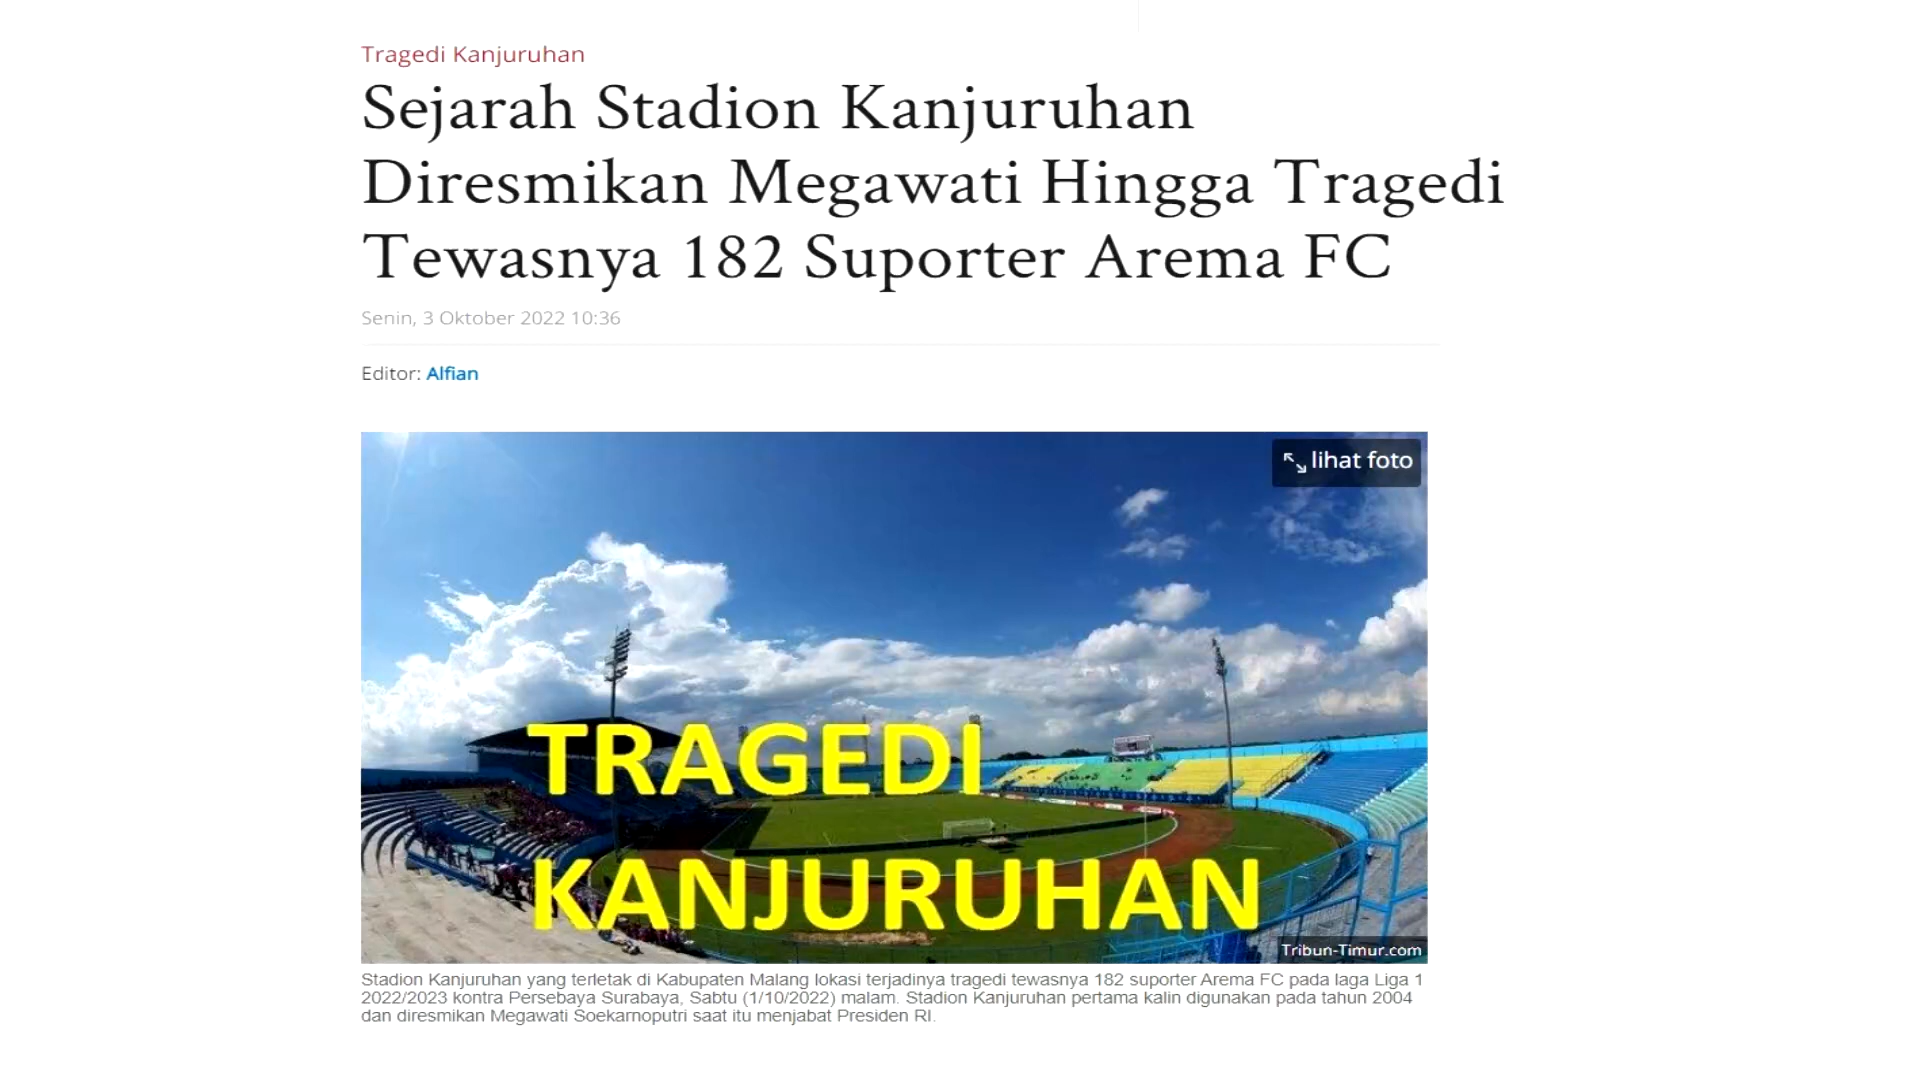 Tragedi Kanjuruhan
Sejarah Stadion Kanjuruhan
Diresmikan Megawati Hingga Tragedi
Tewasnya 182 Suporter Arema FC
Senin, 3 Oktober 2022 10:36
Editor: Alfian
lihat foto
TRAGEDI
KANJURUHAN
Tribun-Timur.com
Stadion Kanjuruhan yang terletak di Kabupaten Malang lokasi terjadinya tragedi tewasnya 182 suporter Arema FC pada laga Liga 1
2022/2023 kontra Persebaya Surabaya, Sabtu (1/10/2022) malam. Stadion Kanjuruhan pertama kalin digunakan pada tahun 2004
dan diresmikan Megawati Soekarnoputri saat itu menjabat Presiden RI.